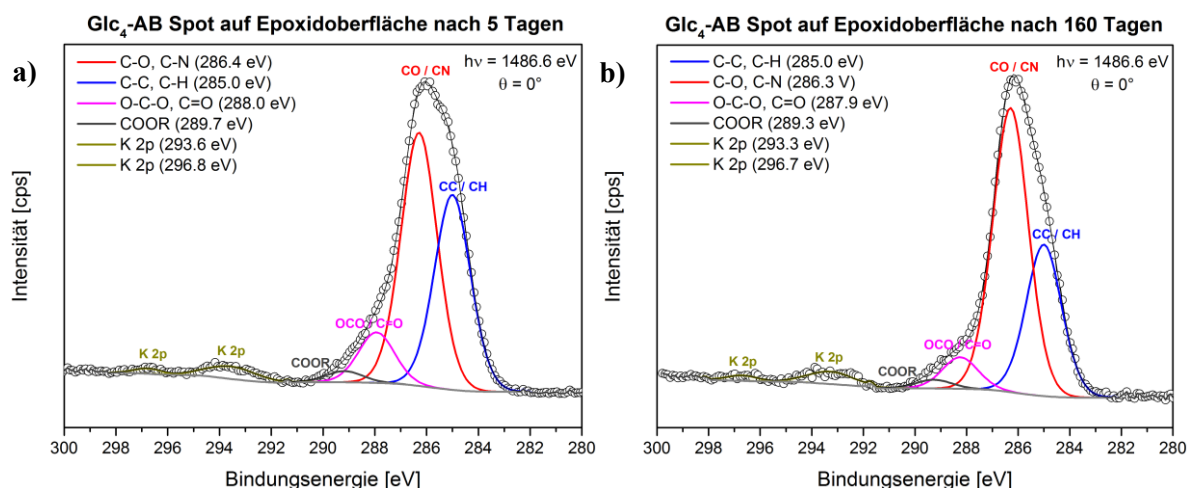 a)
Glc₄-AB Spot auf Epoxidoberfläche nach 5 Tagen
C-O, C-N (286.4 eV)
C-C, C-H (285.0 eV)
O-C-O, C=O (288.0 eV)
COOR (289.7 eV)
K 2p (293.6 eV)
K 2p (296.8 eV)
hν = 1486.6 eV
θ = 0°
CO / CN
CC / CH
OCO / C=O
COOR
K 2p
K 2p
Intensität [cps]
300 298 296 294 292 290 288 286 284 282 280
Bindungsenergie [eV]
b)
Glc₄-AB Spot auf Epoxidoberfläche nach 160 Tagen
C-C, C-H (285.0 eV)
C-O, C-N (286.3 V)
O-C-O, C=O (287.9 eV)
COOR (289.3 eV)
K 2p (293.3 eV)
K 2p (296.7 eV)
hν = 1486.6 eV
θ = 0°
CO / CN
CC / CH
OCO / C=O
COOR
K 2p
K 2p
Intensität [cps]
300 298 296 294 292 290 288 286 284 282 280
Bindungsenergie [eV]